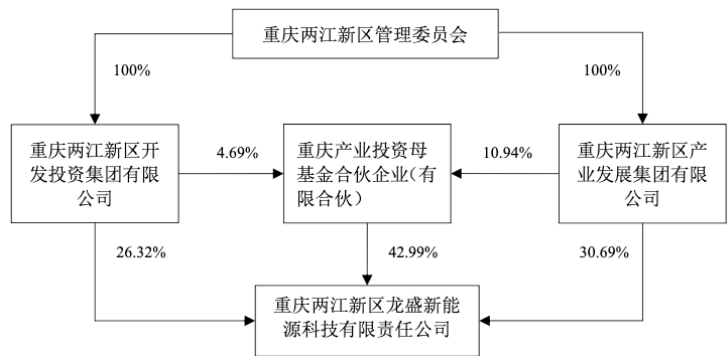 重庆两江新区管理委员会
100%
100%
重庆两江新区开
发投资集团有限
公司
4.69%
重庆产业投资母
基金合伙企业（有
限合伙）
10.94%
重庆两江新区产
业发展集团有限
公司
26.32%
42.99%
30.69%
重庆两江新区龙盛新能
源科技有限责任公司